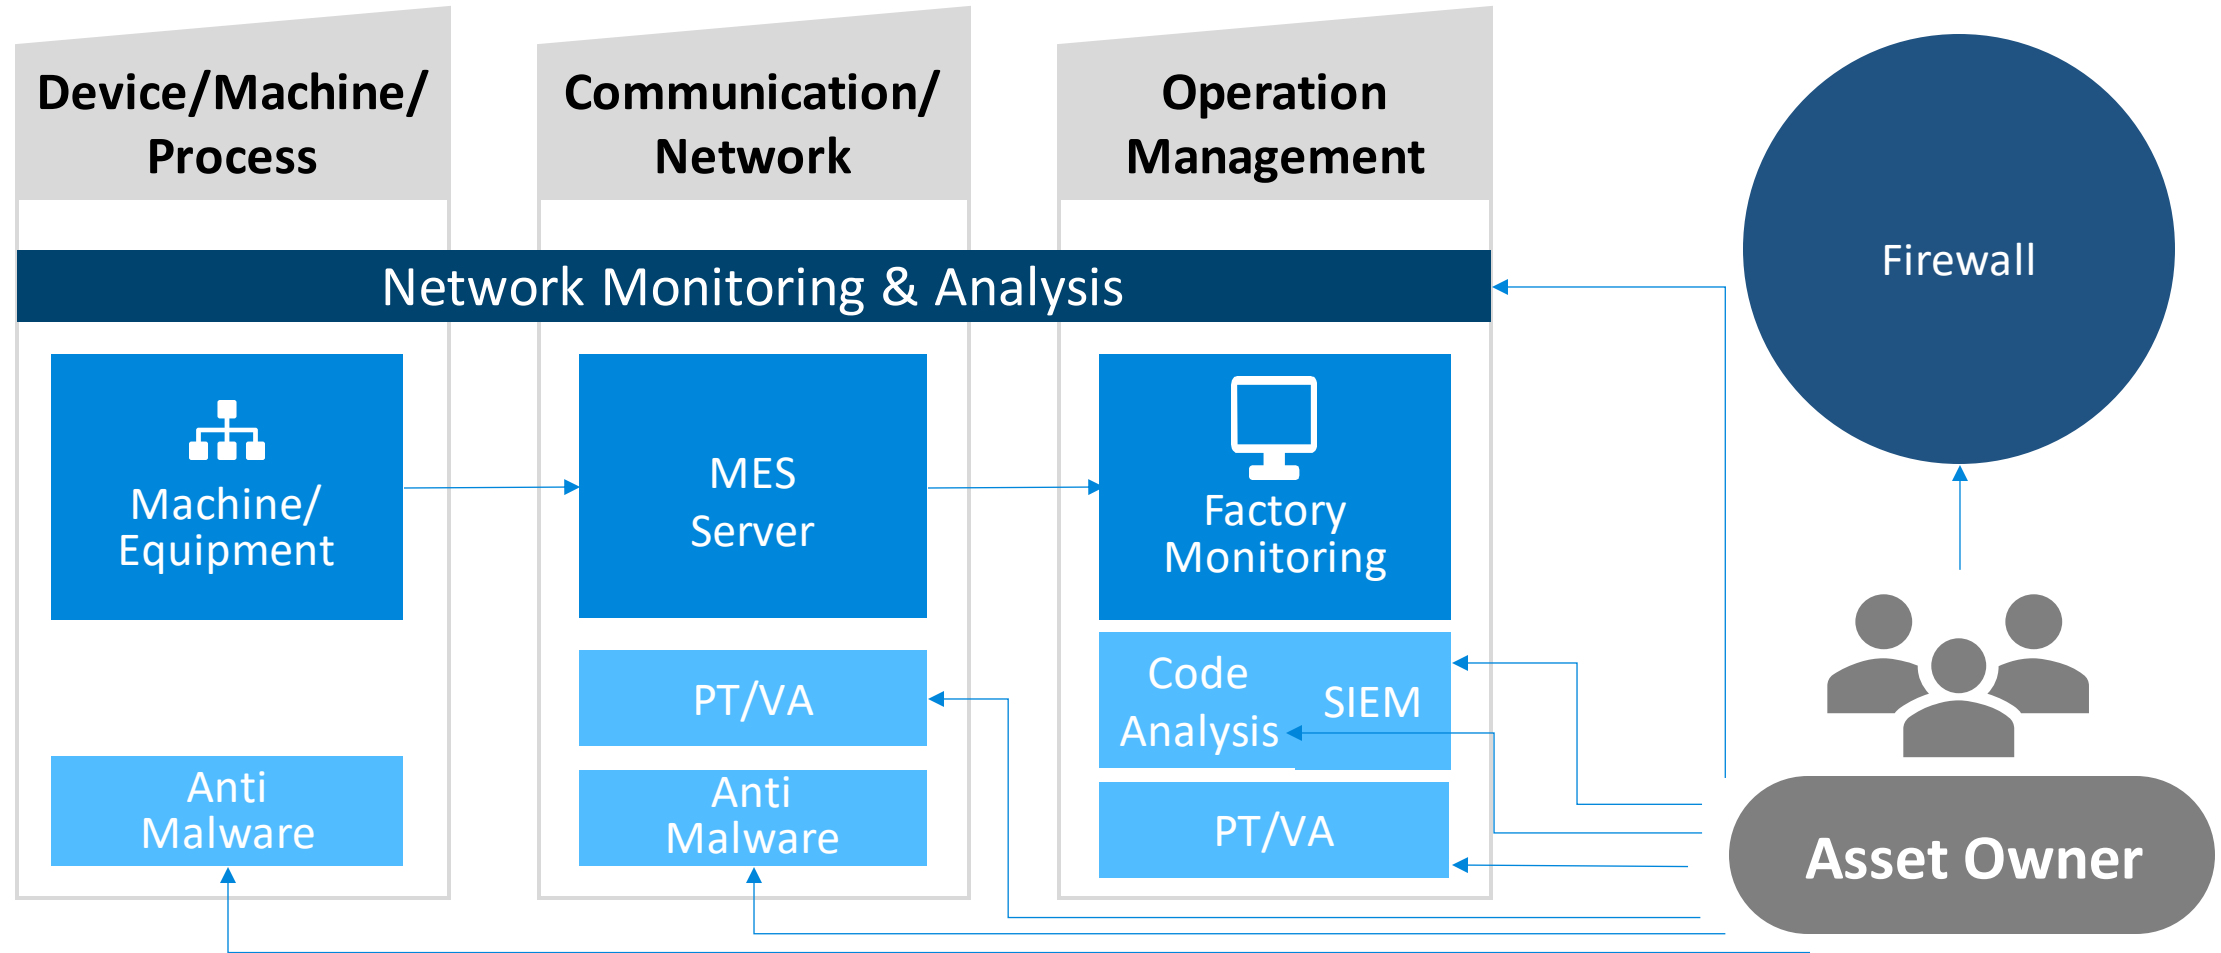 Device/Machine/
Process
Communication/
Network
Operation
Management
Network Monitoring & Analysis
Firewall
Machine/
Equipment
MES
Server
Factory
Monitoring
PT/VA
Code
Analysis
SIEM
Anti
Malware
Anti
Malware
PT/VA
Asset Owner